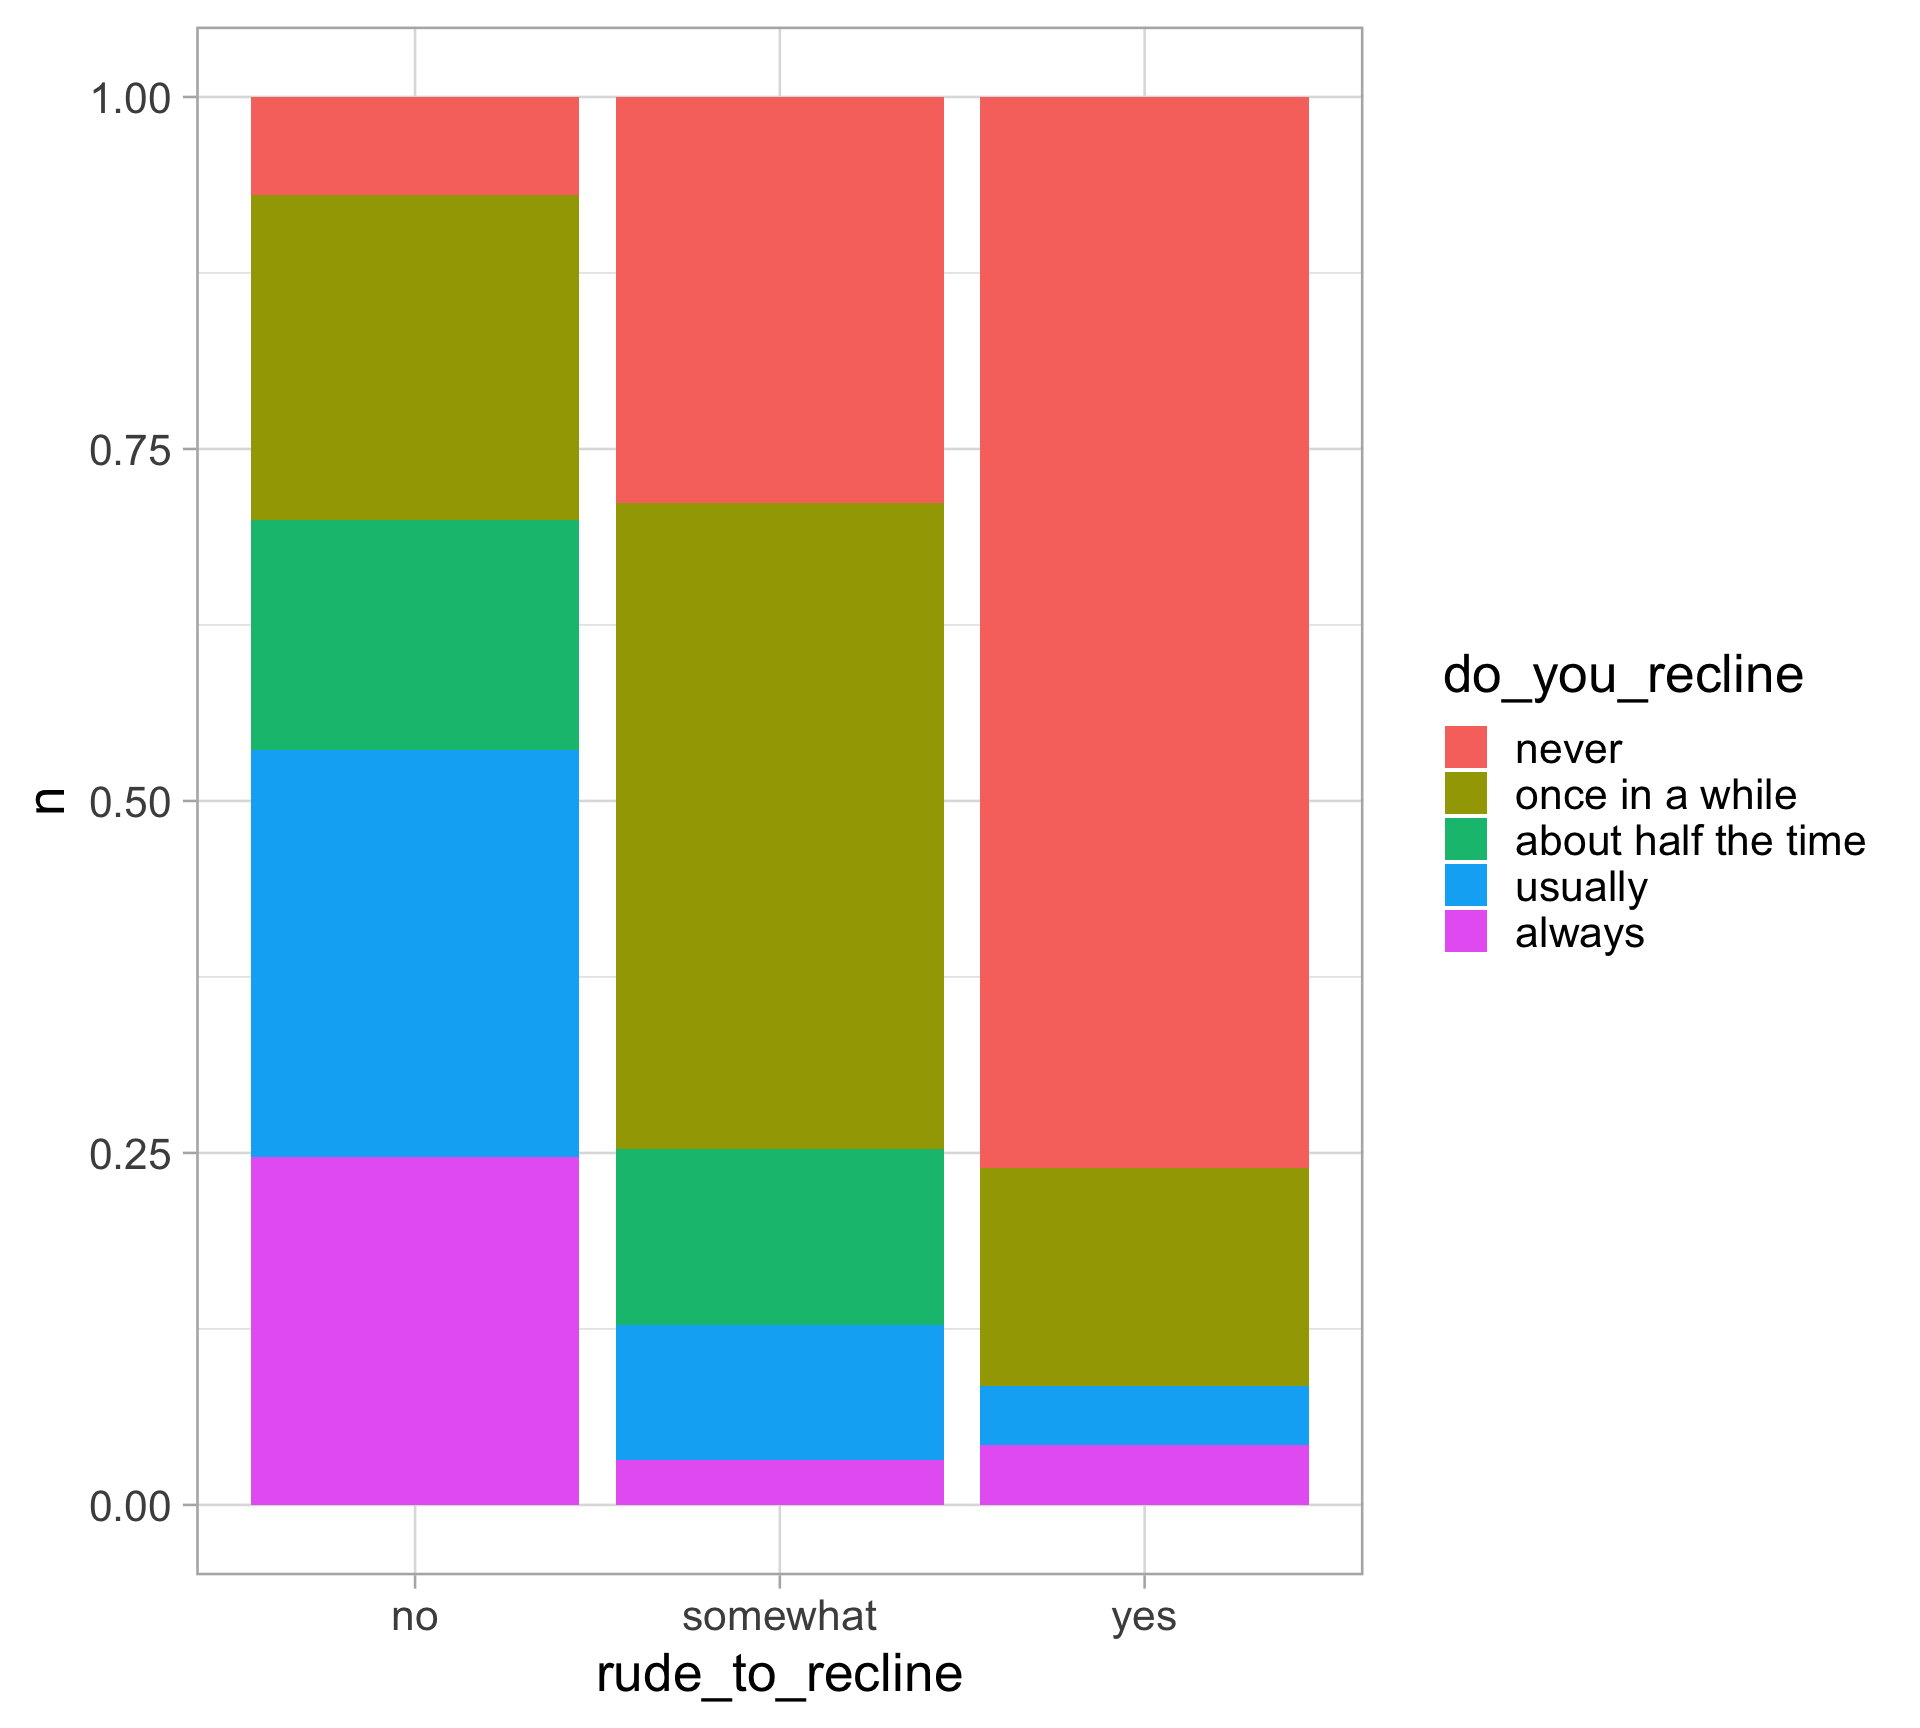 1.00
0.75
0.50
0.25
0.00
n
no
somewhat
yes
rude_to_recline
do_you_recline
never
once in a while
about half the time
usually
always